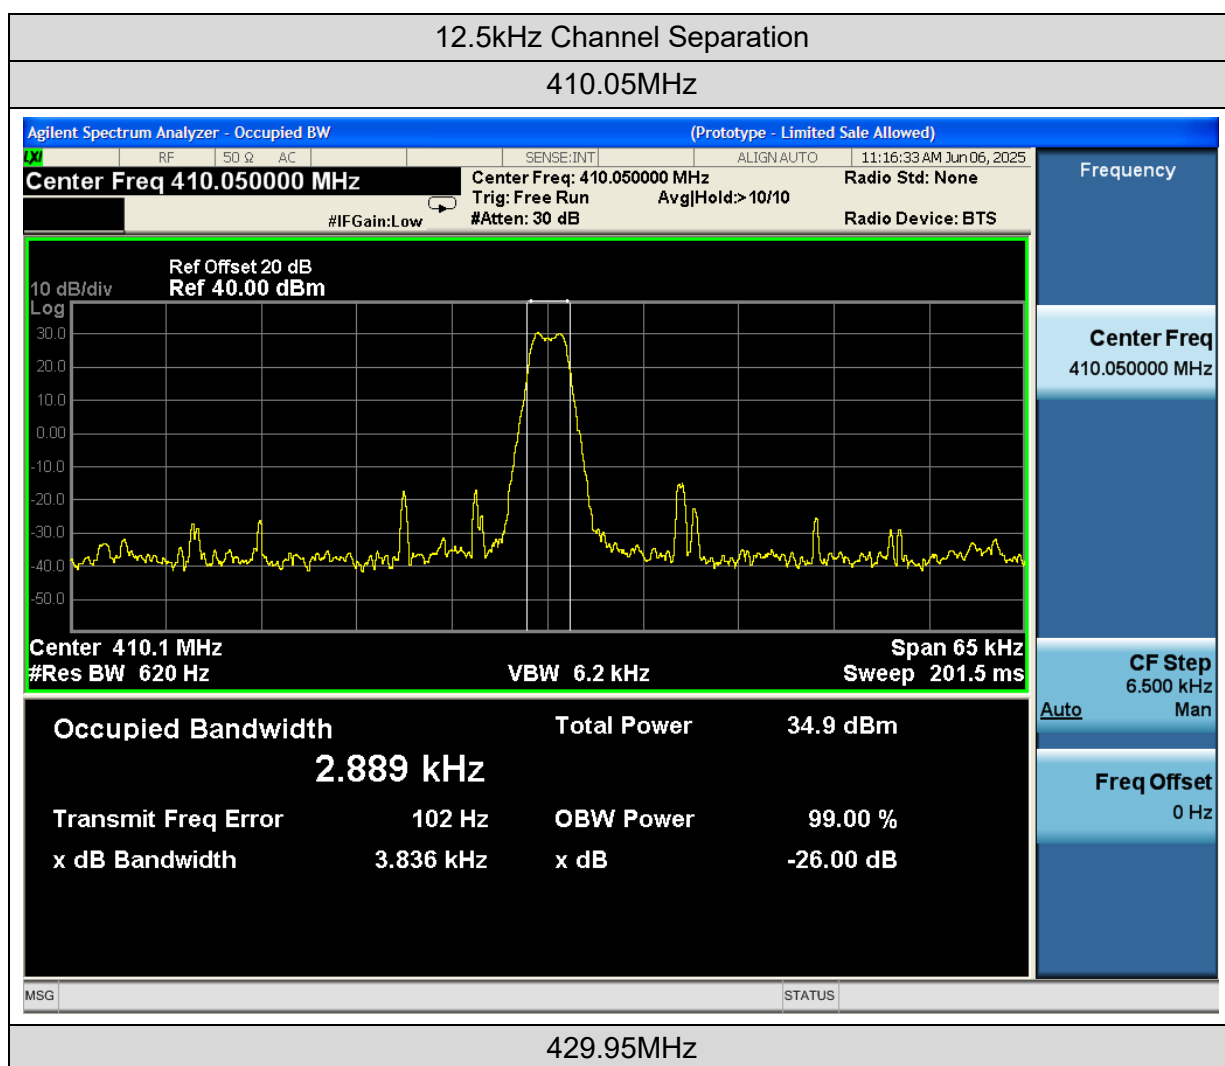 12.5kHz Channel Separation
410.05MHz
Agilent Spectrum Analyzer - Occupied BW (Prototype - Limited Sale Allowed)
LXI RF 50 Ω AC SENSE:INT ALIGN AUTO 11:16:33 AM Jun 06, 2025
Center Freq 410.050000 MHz Center Freq: 410.050000 MHz Radio Std: None
Trig: Free Run Avg|Hold:> 10/10
#IFGain:Low #Atten: 30 dB Radio Device: BTS
Ref Offset 20 dB
10 dB/div Ref 40.00 dBm
Log
30.0
20.0
10.0
0.00
-10.0
-20.0
-30.0
-40.0
-50.0
Center 410.1 MHz Span 65 kHz
#Res BW 620 Hz VBW 6.2 kHz Sweep 201.5 ms
Occupied Bandwidth Total Power 34.9 dBm
2.889 kHz
Transmit Freq Error 102 Hz OBW Power 99.00 %
x dB Bandwidth 3.836 kHz x dB -26.00 dB
Frequency
Center Freq
410.050000 MHz
CF Step
6.500 kHz
Auto Man
Freq Offset
0 Hz
MSG STATUS
429.95MHz